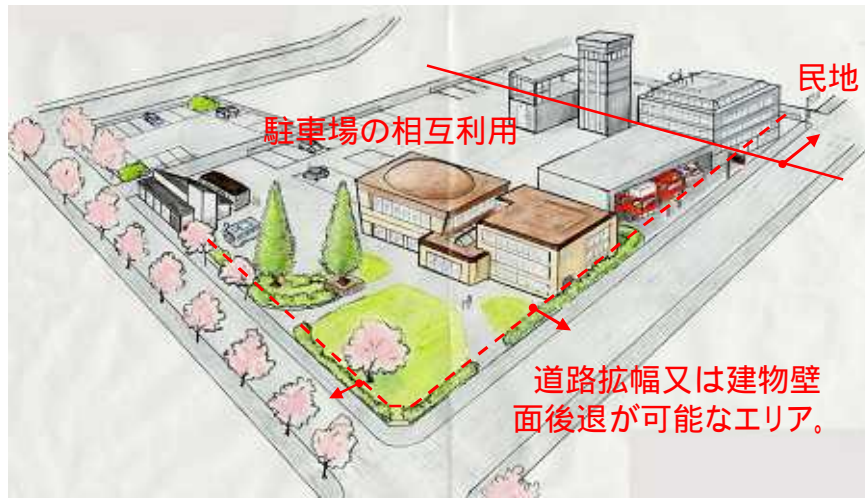 民地
駐車場の相互利用
道路拡幅又は建物壁
面後退が可能なエリア。